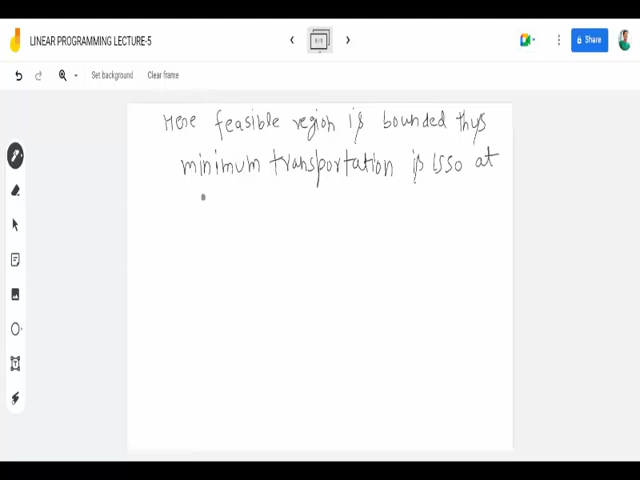 LINEAR PROGRAMMING LECTURE-5
Share
Set background
Clear frame
Here feasible region is bounded thus
minimum transportation is 1550 at